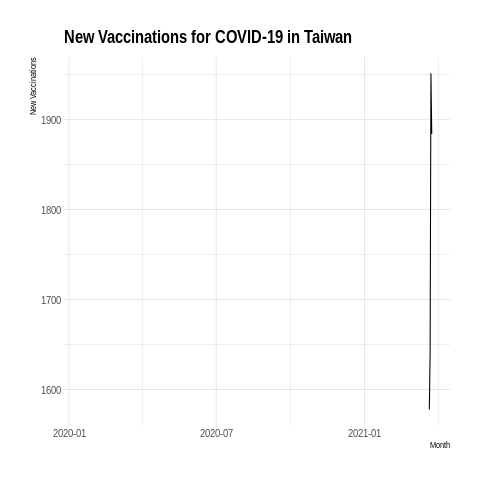 New Vaccinations for COVID-19 in Taiwan
New Vaccinations
1900
1800
1700
1600
2020-01
2020-07
2021-01
Month